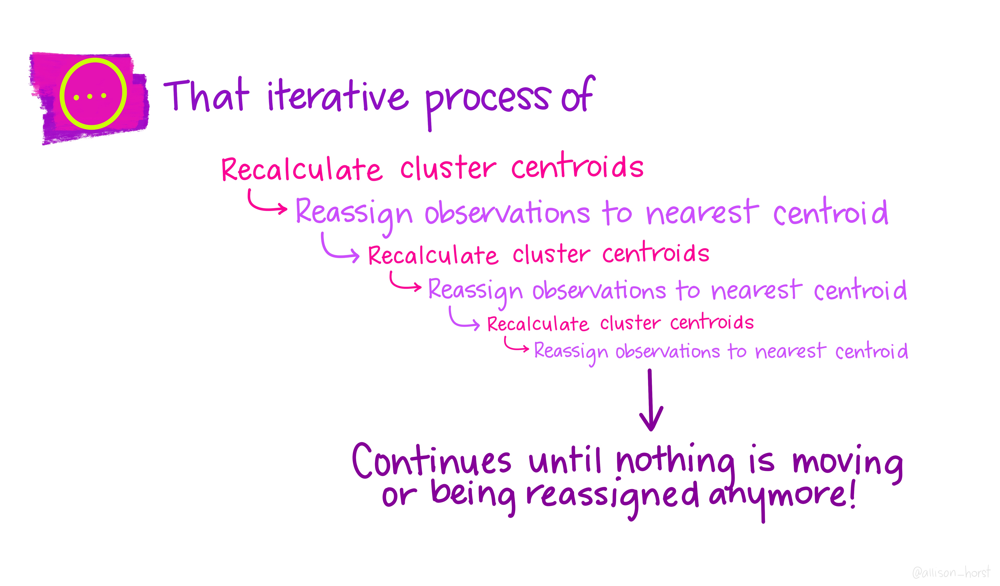 ...
That iterative process of
Recalculate cluster centroids
Reassign observations to nearest centroid
Recalculate cluster centroids
Reassign observations to nearest centroid
Recalculate cluster centroids
Reassign observations to nearest centroid
Continues until nothing is moving
or being reassigned anymore!
@allison_horst